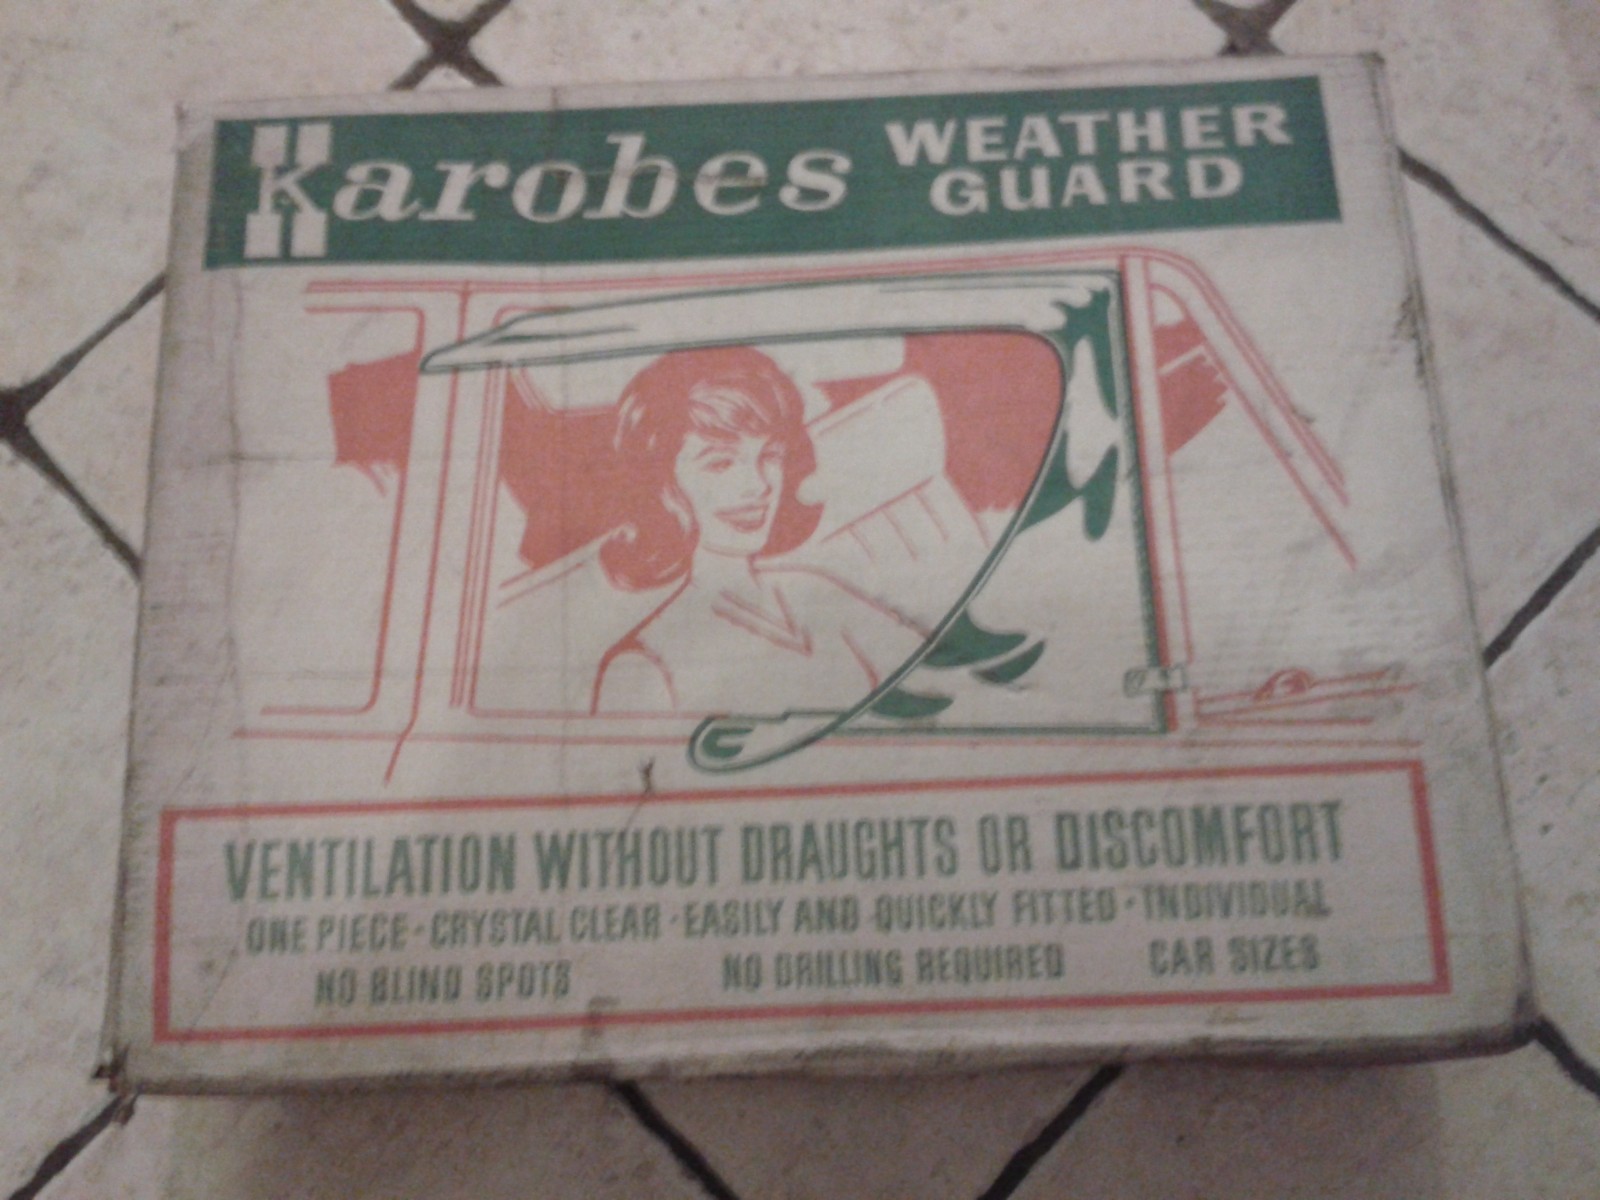 Karobes WEATHER
GUARD
VENTILATION WITHOUT DRAUGHTS OR DISCOMFORT
ONE PIECE · CRYSTAL CLEAR · EASILY AND QUICKLY FITTED · INDIVIDUAL
NO BLIND SPOTS NO DRILLING REQUIRED CAR SIZES